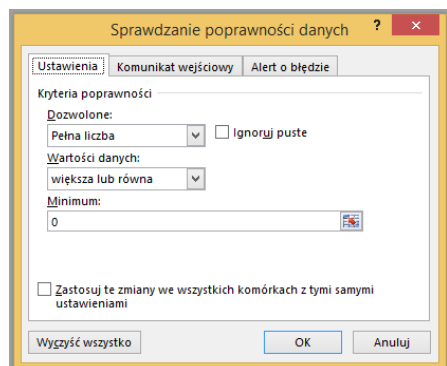 Sprawdzanie poprawności danych ? ×
Ustawienia Komunikat wejściowy Alert o błędzie
Kryteria poprawności
Dozwolone:
Pełna liczba Ignoruj puste
Wartości danych:
większa lub równa
Minimum:
0
Zastosuj te zmiany we wszystkich komórkach z tymi samymi
ustawieniami
Wyczyść wszystko OK Anuluj